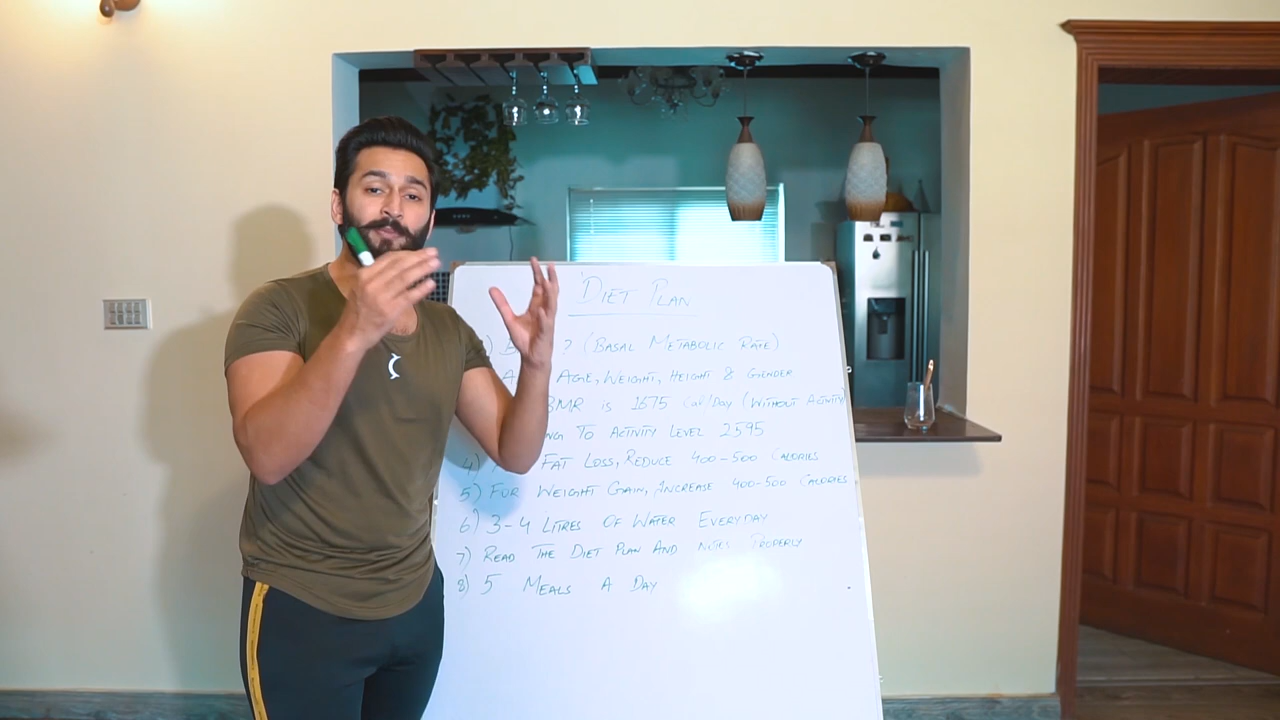 DIET PLAN
) B ? (BASAL METABOLIC RATE)
A AGE, WEIGHT, HEIGHT & GENDER
BMR IS 1675 Cal/DAY (WITHOUT ACTIVITY)
NG TO ACTIVITY LEVEL 2595
4) FAT LOSS, REDUCE 400-500 CALORIES
5) FOR WEIGHT GAIN, INCREASE 400-500 CALORIES
6) 3-4 LITRES OF WATER EVERYDAY
7) READ THE DIET PLAN AND NOTES PROPERLY
8) 5 MEALS A DAY